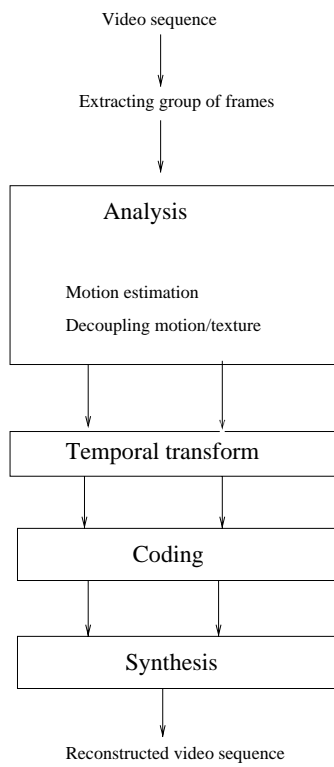 Video sequence
Extracting group of frames
Analysis
Motion estimation
Decoupling motion/texture
Temporal transform
Coding
Synthesis
Reconstructed video sequence